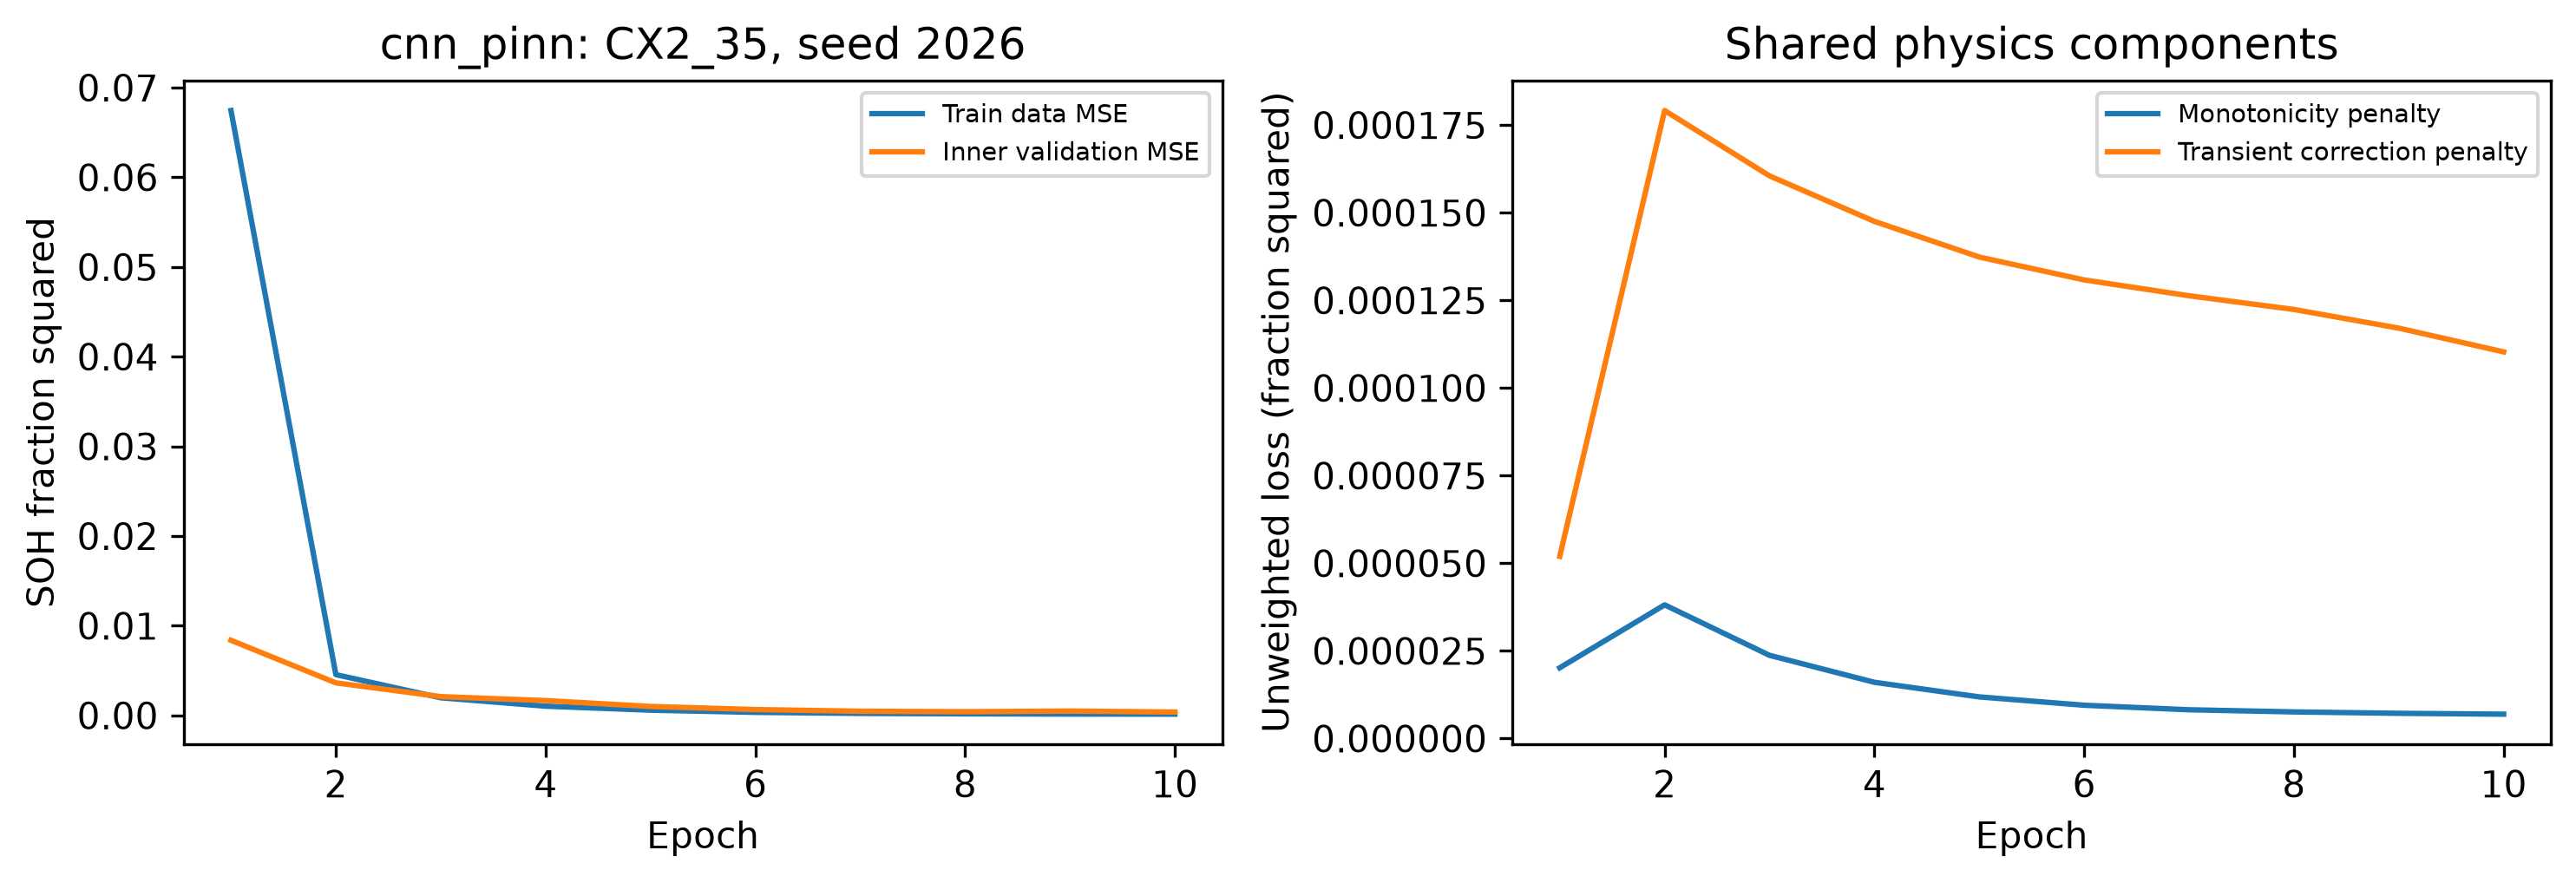 cnn_pinn: CX2_35, seed 2026
SOH fraction squared
0.07
0.06
0.05
0.04
0.03
0.02
0.01
0.00
Train data MSE
Inner validation MSE
2
4
6
8
10
Epoch
Shared physics components
Unweighted loss (fraction squared)
0.000175
0.000150
0.000125
0.000100
0.000075
0.000050
0.000025
0.000000
Monotonicity penalty
Transient correction penalty
2
4
6
8
10
Epoch